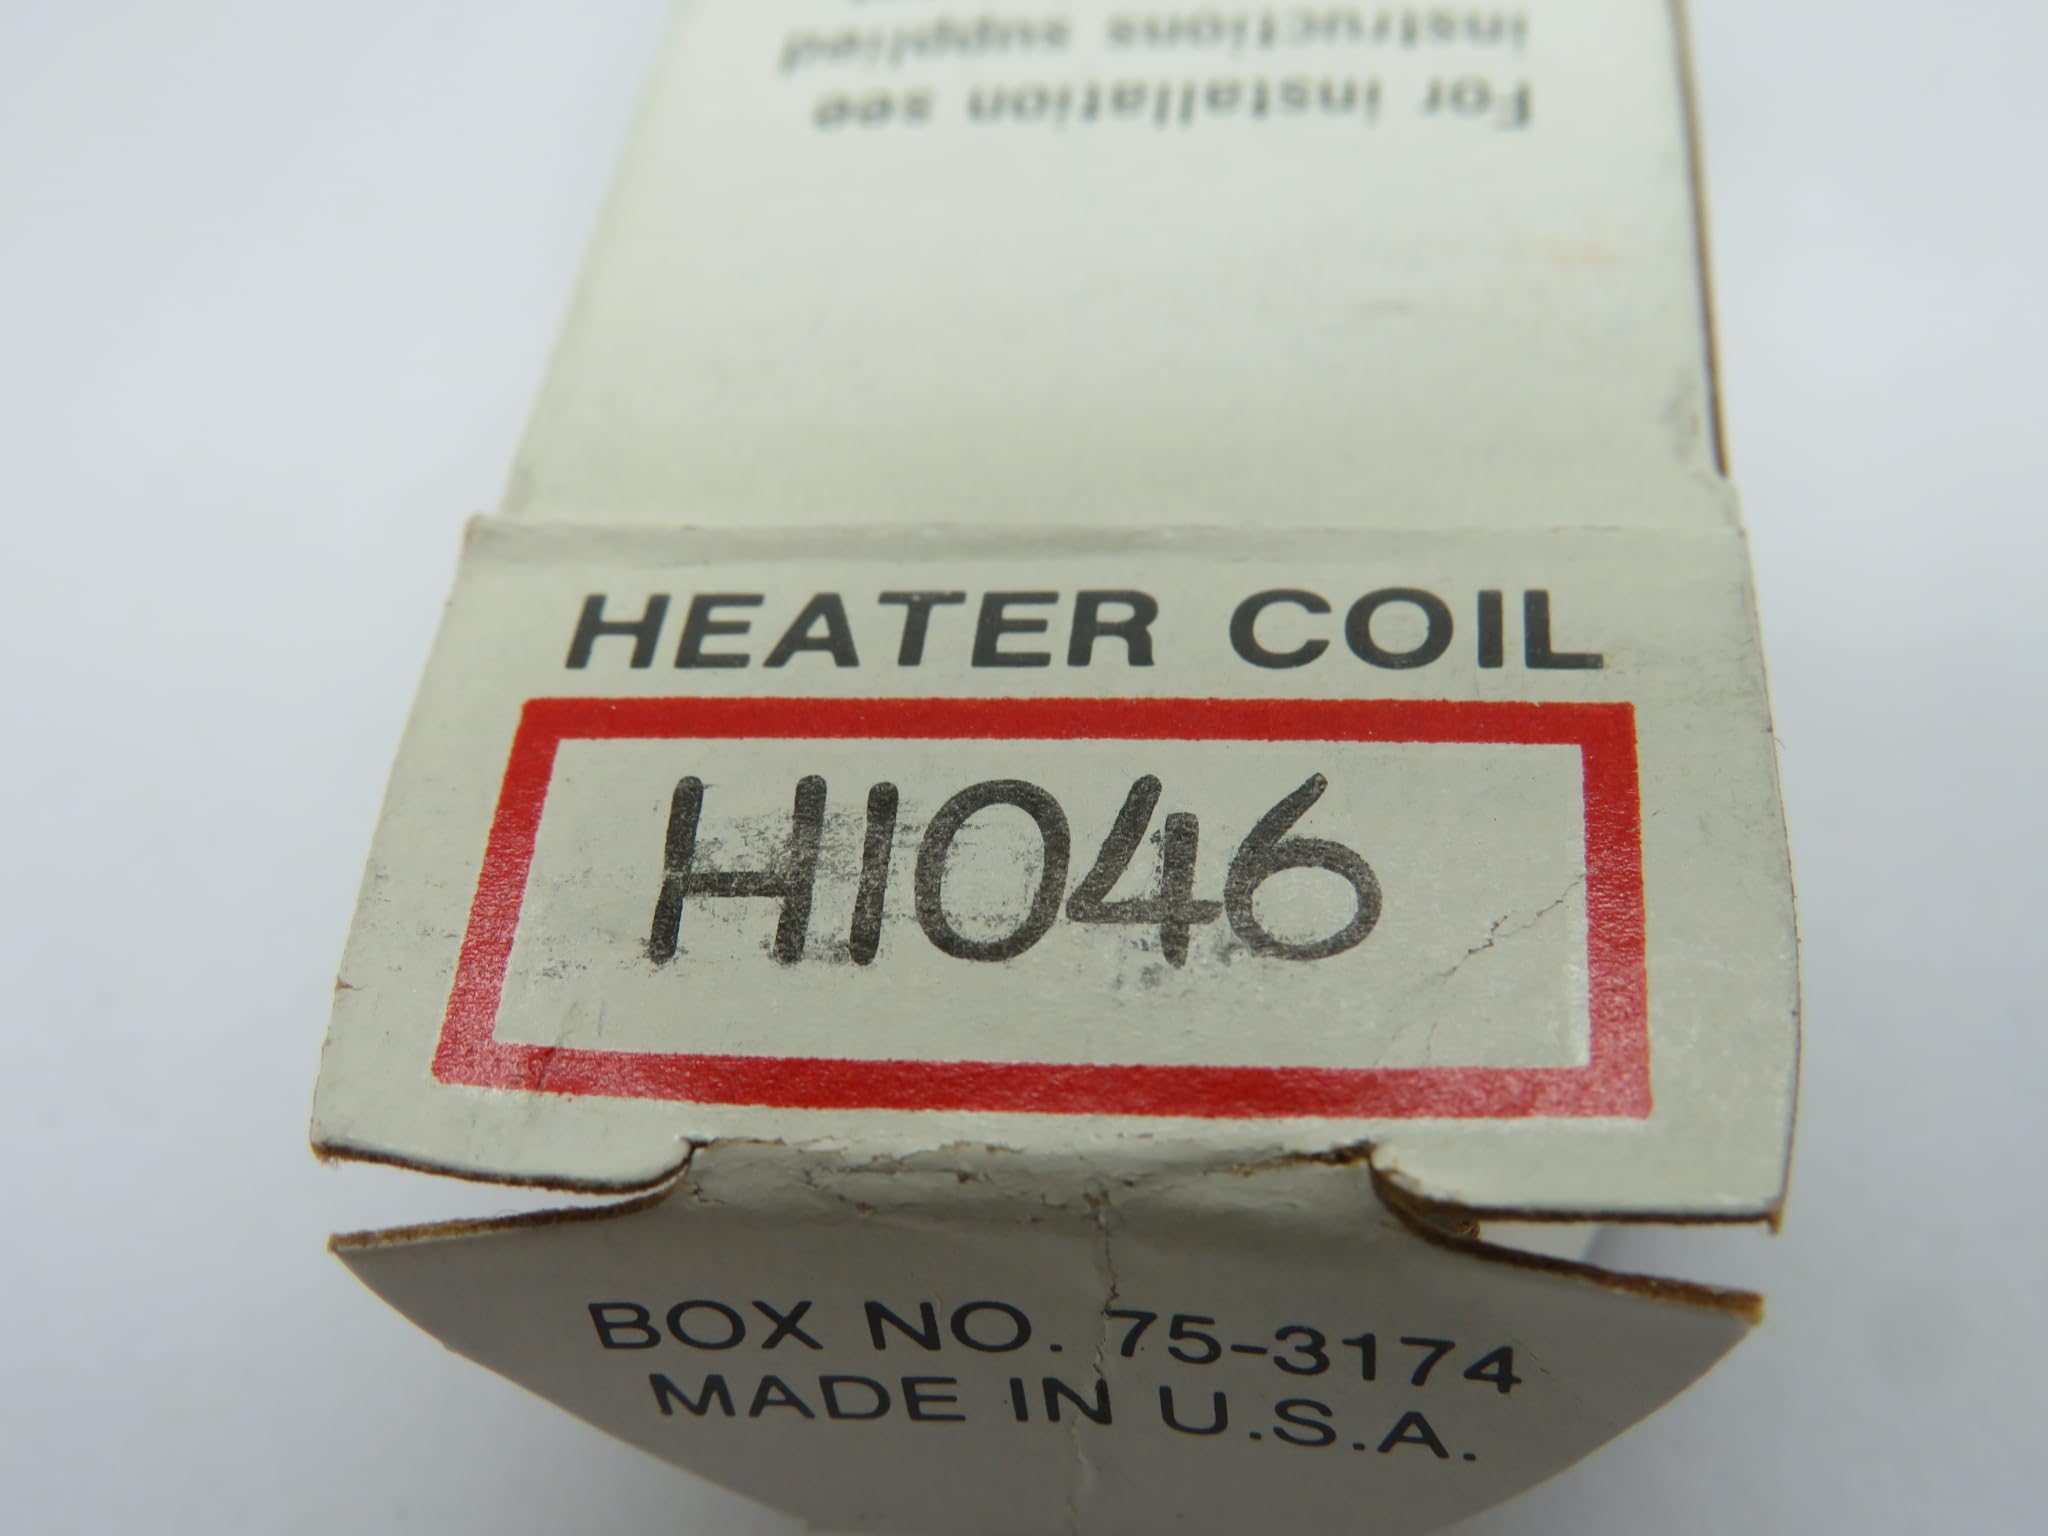 For installation see
instructions supplied
HEATER COIL
H1046
BOX NO. 75-3174
MADE IN U.S.A.